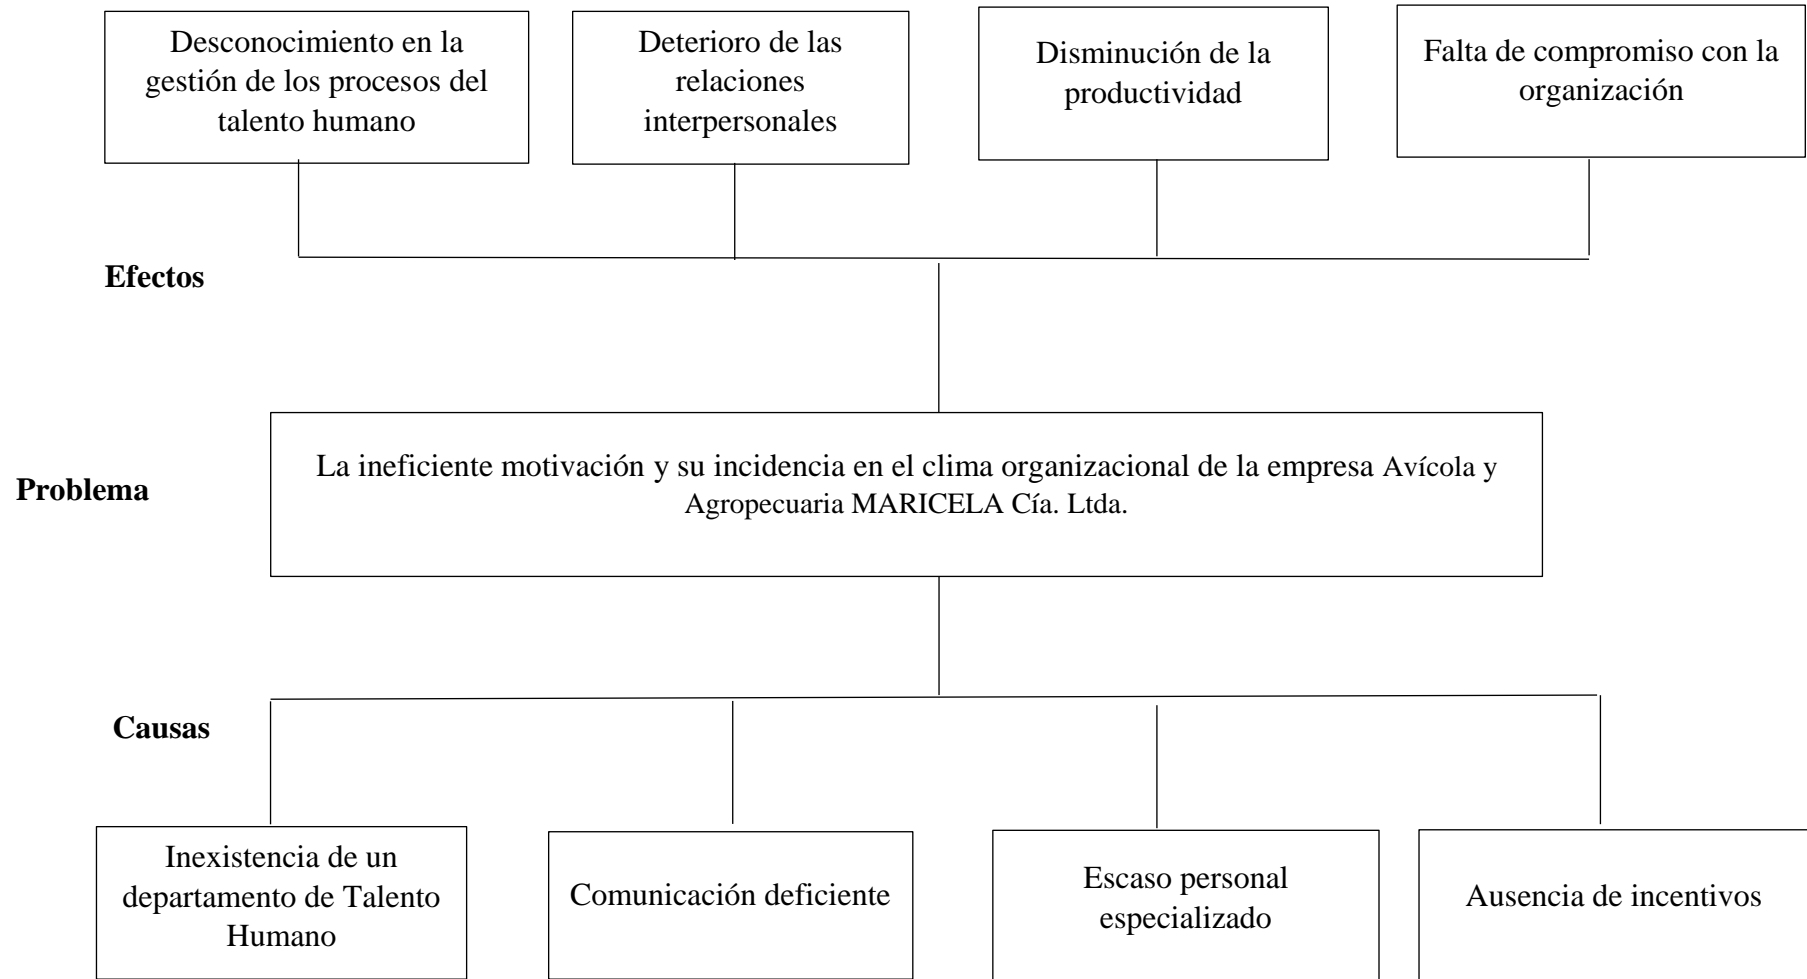 Desconocimiento en la
gestión de los procesos del
talento humano
Deterioro de las
relaciones
interpersonales
Disminución de la
productividad
Falta de compromiso con la
organización
Efectos
Problema
La ineficiente motivación y su incidencia en el clima organizacional de la empresa Avícola y
Agropecuaria MARICELA Cía. Ltda.
Causas
Inexistencia de un
departamento de Talento
Humano
Comunicación deficiente
Escaso personal
especializado
Ausencia de incentivos